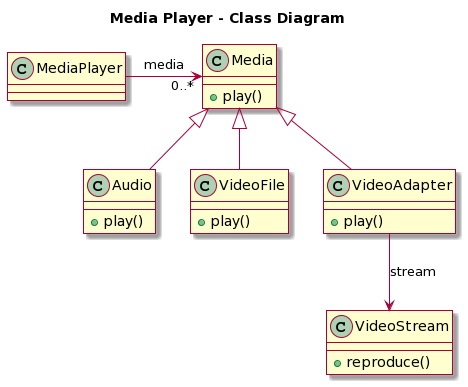 Media Player - Class Diagram
C MediaPlayer
media
0..*
C Media
play()
C Audio
play()
C VideoFile
play()
C VideoAdapter
play()
stream
C VideoStream
reproduce()